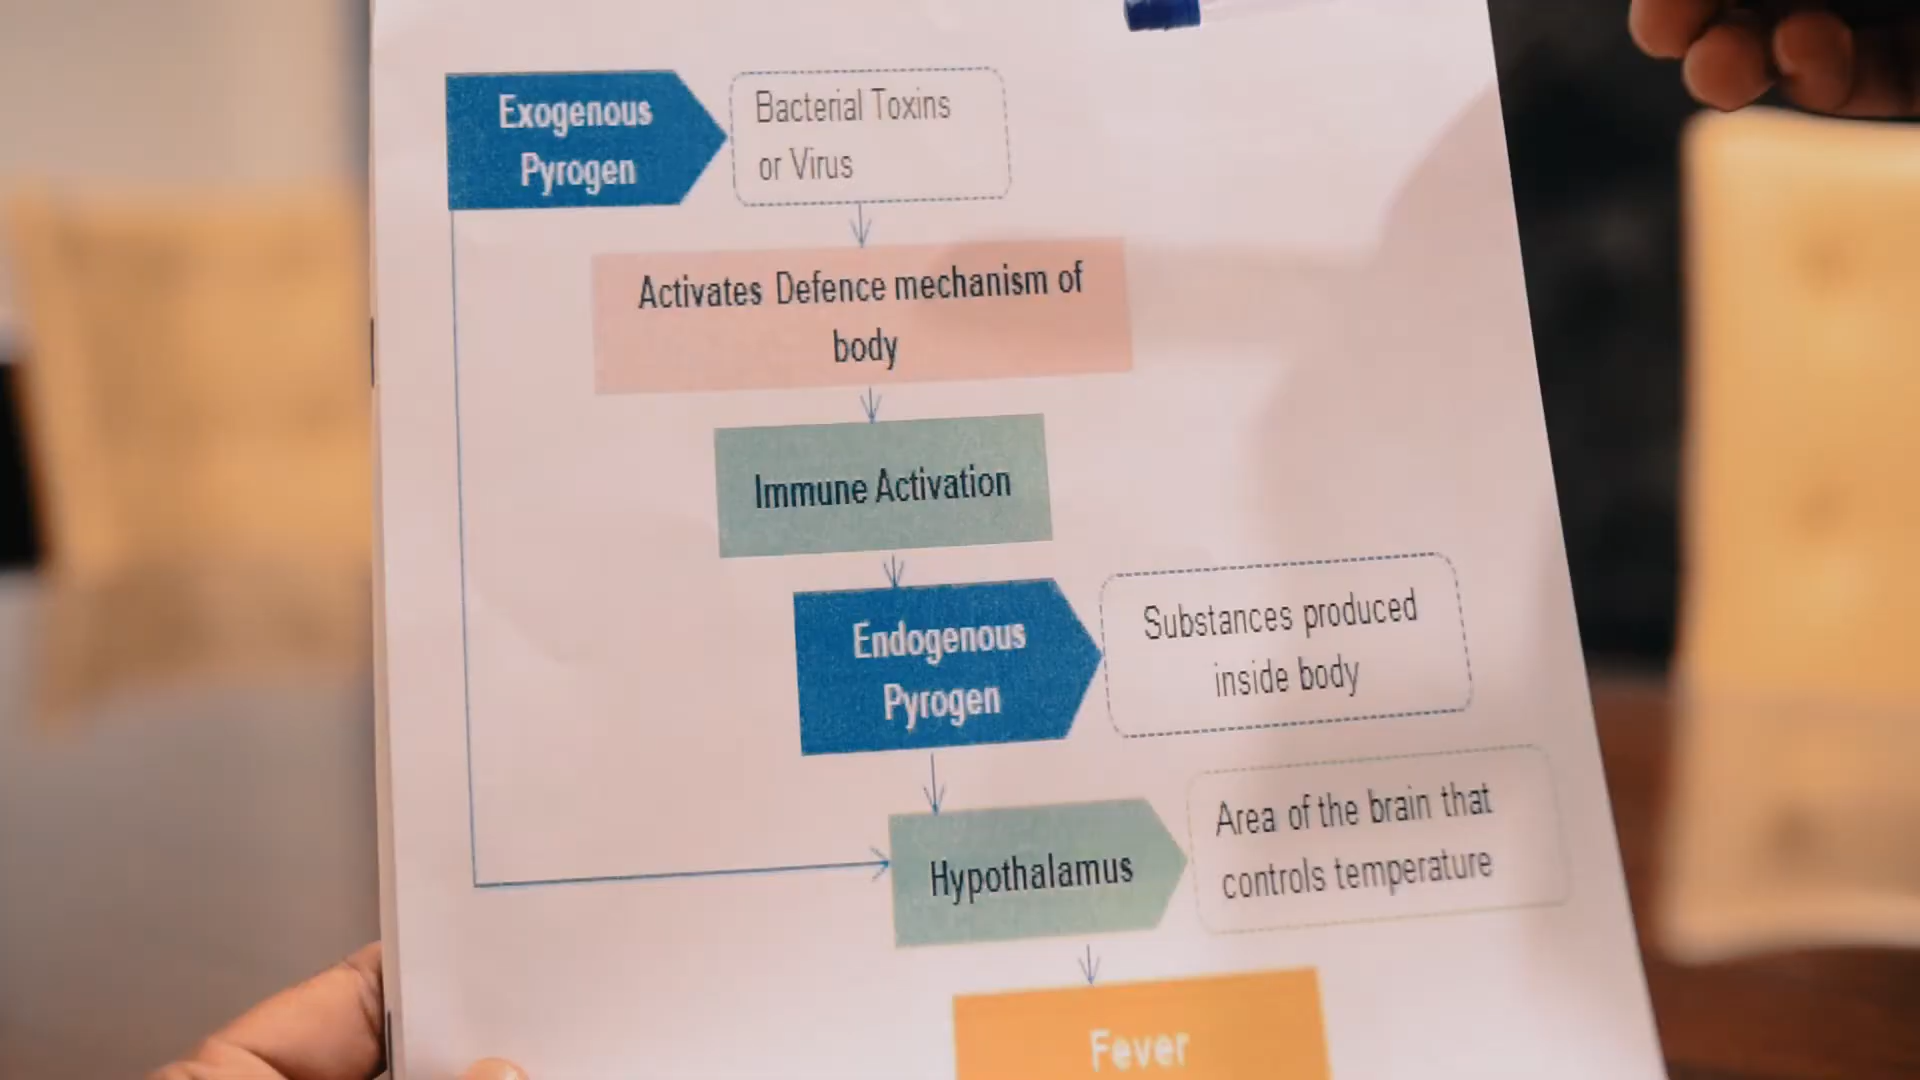 Exogenous
Pyrogen
Bacterial Toxins
or Virus
Activates Defence mechanism of
body
Immune Activation
Endogenous
Pyrogen
Substances produced
inside body
Hypothalamus
Area of the brain that
controls temperature
Fever